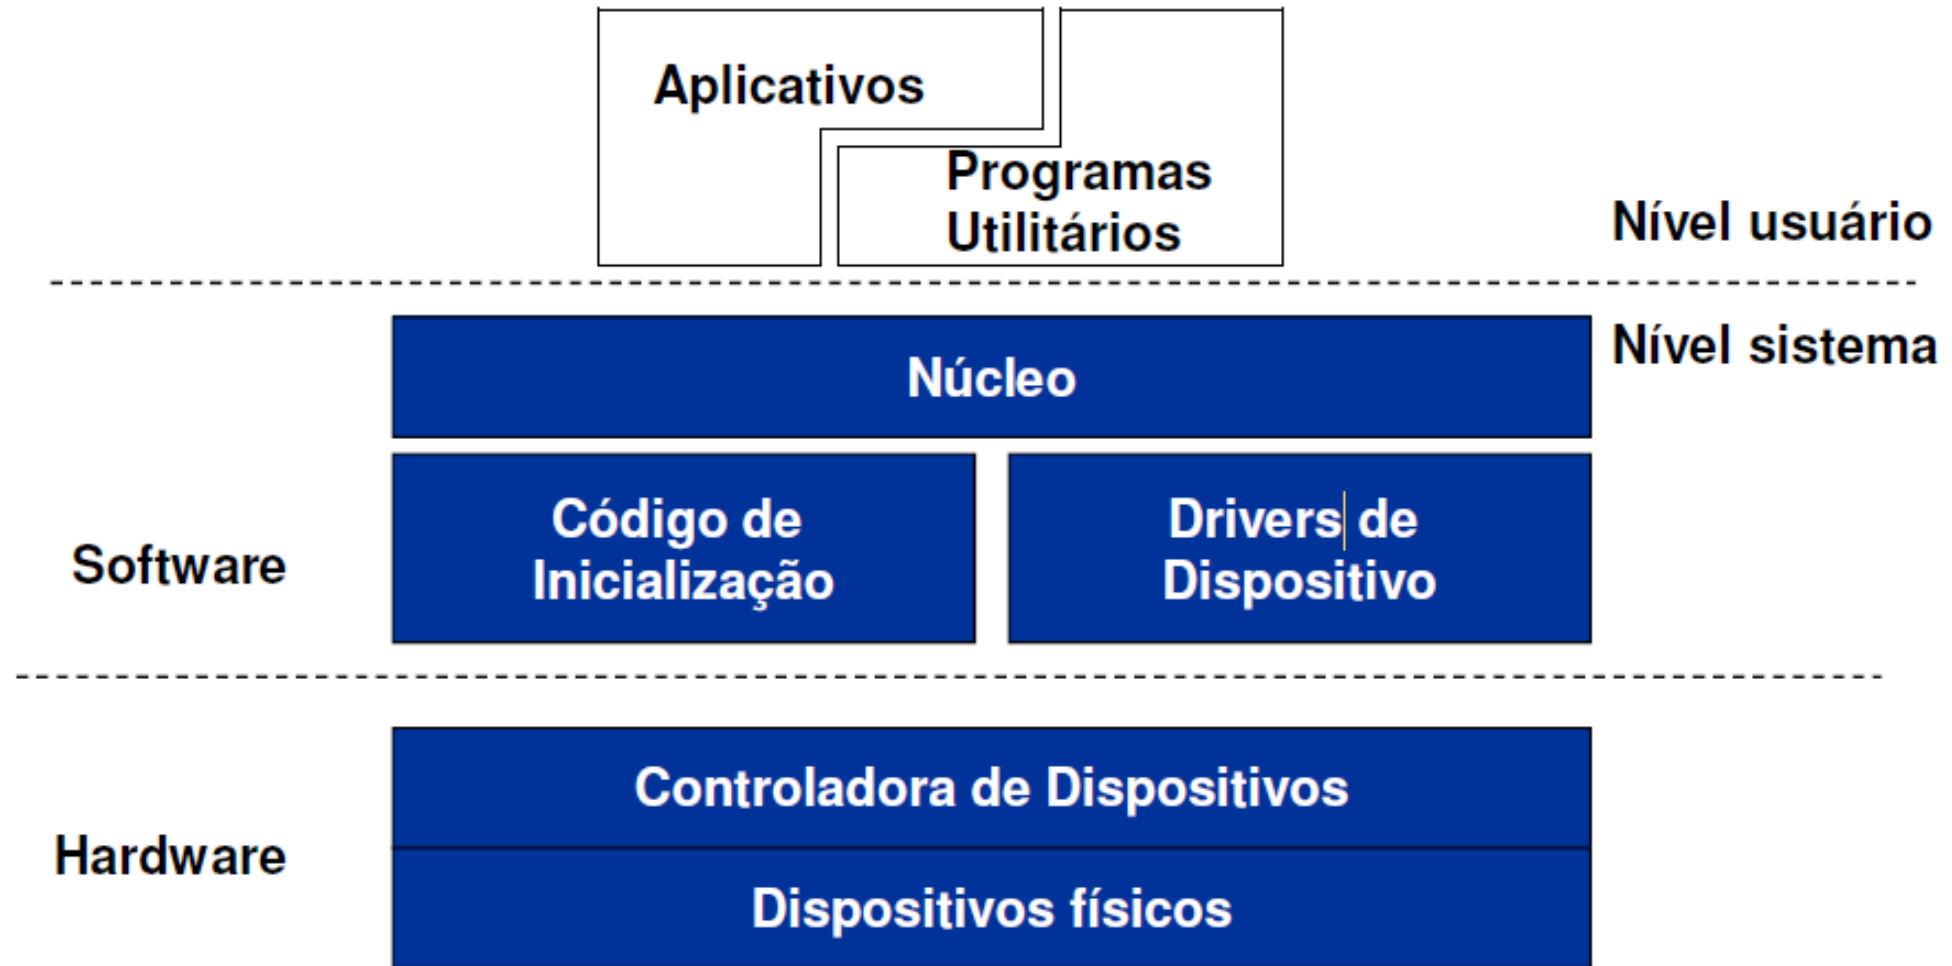 Aplicativos
Programas
Utilitários
Nível usuário
Nível sistema
Núcleo
Código de
Inicialização
Drivers de
Dispositivo
Software
Controladora de Dispositivos
Hardware
Dispositivos físicos